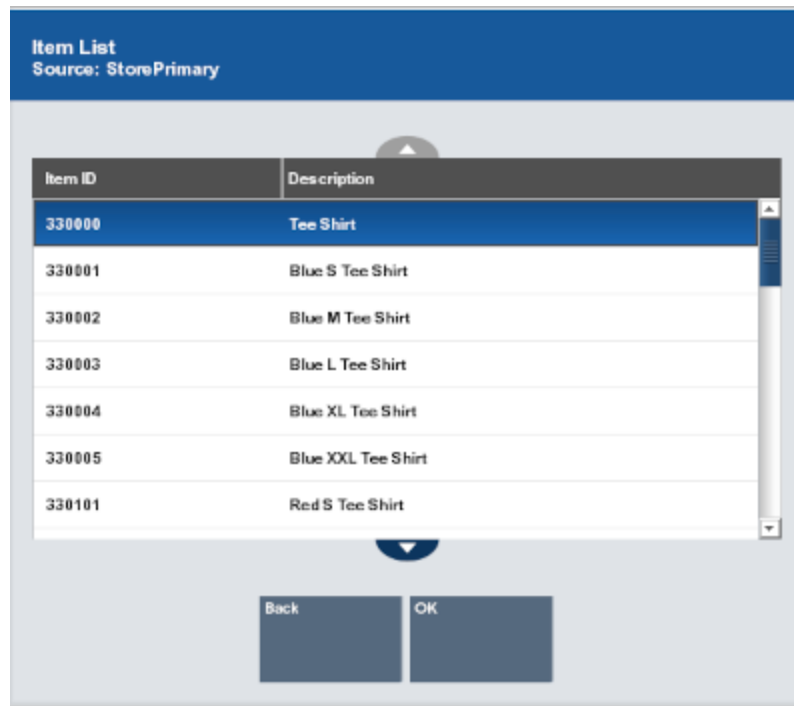 Item List
Source: StorePrimary
Item ID Description
330000 Tee Shirt
330001 Blue S Tee Shirt
330002 Blue M Tee Shirt
330003 Blue L Tee Shirt
330004 Blue XL Tee Shirt
330005 Blue XXL Tee Shirt
330101 Red S Tee Shirt
Back OK